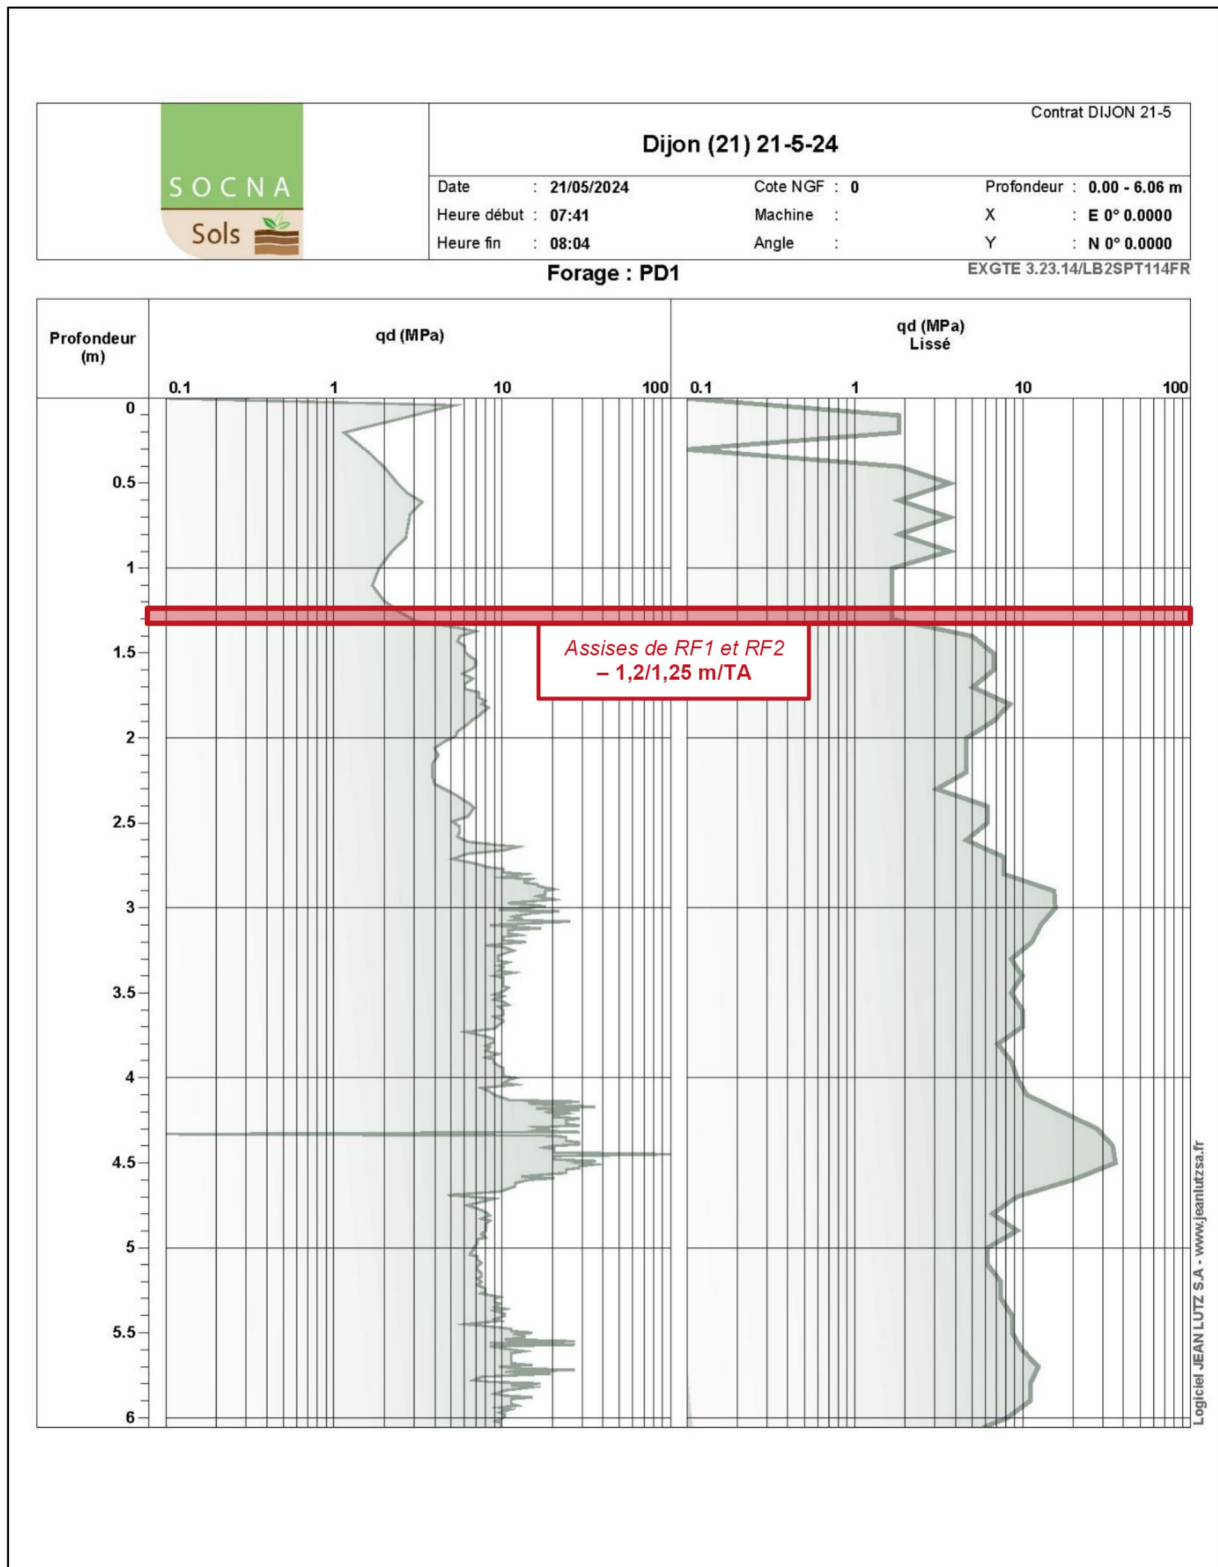 SOCNA
Sols
Contrat DIJON 21-5
Dijon (21) 21-5-24
Date : 21/05/2024 Cote NGF : 0 Profondeur : 0.00 - 6.06 m
Heure début : 07:41 Machine : X : E 0° 0.0000
Heure fin : 08:04 Angle : Y : N 0° 0.0000
Forage : PD1
EXGTE 3.23.14/LB2SPT114FR
Profondeur
(m)
qd (MPa)
qd (MPa)
Lissé
0.1 1 10 100 0.1 1 10 100
0
0.5
1
Assises de RF1 et RF2
– 1,2/1,25 m/TA
1.5
2
2.5
3
3.5
4
4.5
5
5.5
6
Logiciel JEAN LUTZ S.A - www.jeanlutzsa.fr